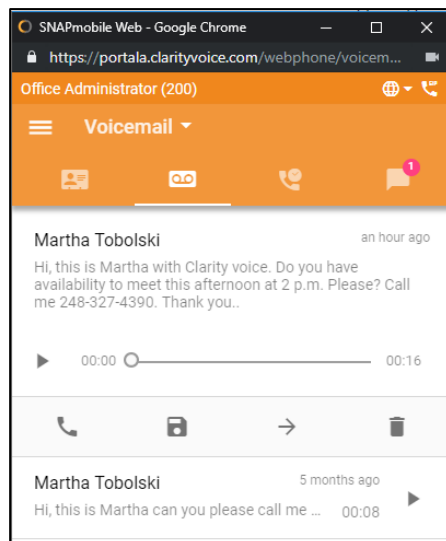 SNAPmobile Web - Google Chrome
https://portala.clarityvoice.com/webphone/voicem...
Office Administrator (200)
Voicemail
1
Martha Tobolski an hour ago
Hi, this is Martha with Clarity voice. Do you have
availability to meet this afternoon at 2 p.m. Please? Call
me 248-327-4390. Thank you..
00:00 00:16
Martha Tobolski 5 months ago
Hi, this is Martha can you please call me ... 00:08